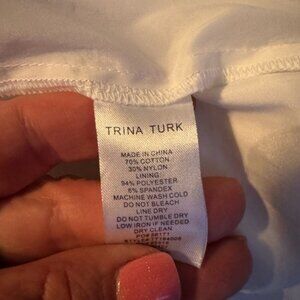 TRINA TURK
MADE IN CHINA
70% COTTON
30% NYLON
LINING:
94% POLYESTER
6% SPANDEX
MACHINE WASH COLD
DO NOT BLEACH
LINE DRY
DO NOT TUMBLE DRY
LOW IRON IF NEEDED
DRY CLEAN